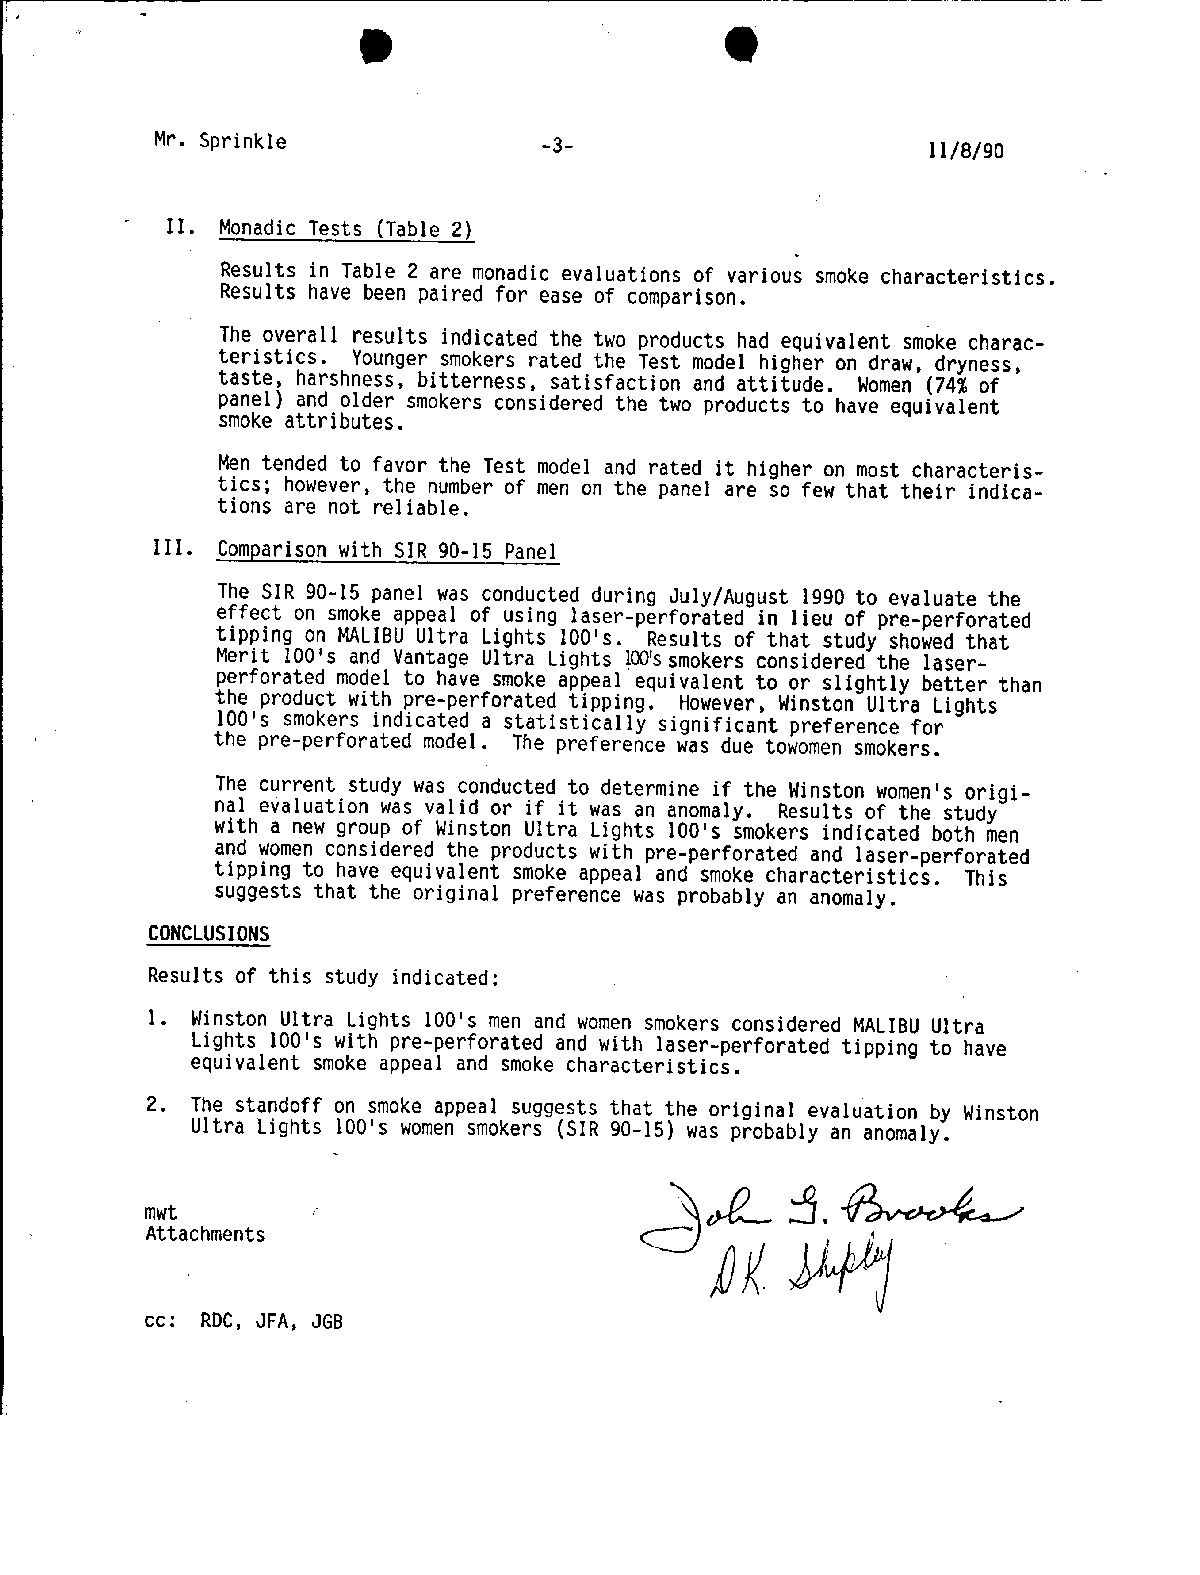 Mr. Sprinkle -3- 11/8/90
II. Monadic Tests (Table 2)
Results in Table 2 are monadic evaluations of various smoke characteristics.
Results have been paired for ease of comparison.
The overall results indicated the two products had equivalent smoke charac-
teristics. Younger smokers rated the Test model higher on draw, dryness,
taste, harshness, bitterness, satisfaction and attitude. Women (74% of
panel) and older smokers considered the two products to have equivalent
smoke attributes.
Men tended to favor the Test model and rated it higher on most characteris-
tics; however, the number of men on the panel are so few that their indica-
tions are not reliable.
III. Comparison with SIR 90-15 Panel
The SIR 90-15 panel was conducted during July/August 1990 to evaluate the
effect on smoke appeal of using laser-perforated in lieu of pre-perforated
tipping on MALIBU Ultra Lights 100's. Results of that study showed that
Merit 100's and Vantage Ultra Lights 100's smokers considered the laser-
perforated model to have smoke appeal equivalent to or slightly better than
the product with pre-perforated tipping. However, Winston Ultra Lights
100's smokers indicated a statistically significant preference for
the pre-perforated model. The preference was due towomen smokers.
The current study was conducted to determine if the Winston women's origi-
nal evaluation was valid or if it was an anomaly. Results of the study
with a new group of Winston Ultra Lights 100's smokers indicated both men
and women considered the products with pre-perforated and laser-perforated
tipping to have equivalent smoke appeal and smoke characteristics. This
suggests that the original preference was probably an anomaly.
CONCLUSIONS
Results of this study indicated:
1. Winston Ultra Lights 100's men and women smokers considered MALIBU Ultra
Lights 100's with pre-perforated and with laser-perforated tipping to have
equivalent smoke appeal and smoke characteristics.
2. The standoff on smoke appeal suggests that the original evaluation by Winston
Ultra Lights 100's women smokers (SIR 90-15) was probably an anomaly.
John G. Brooks
mwt
Attachments
D.K. Shipley
cc: RDC, JFA, JGB